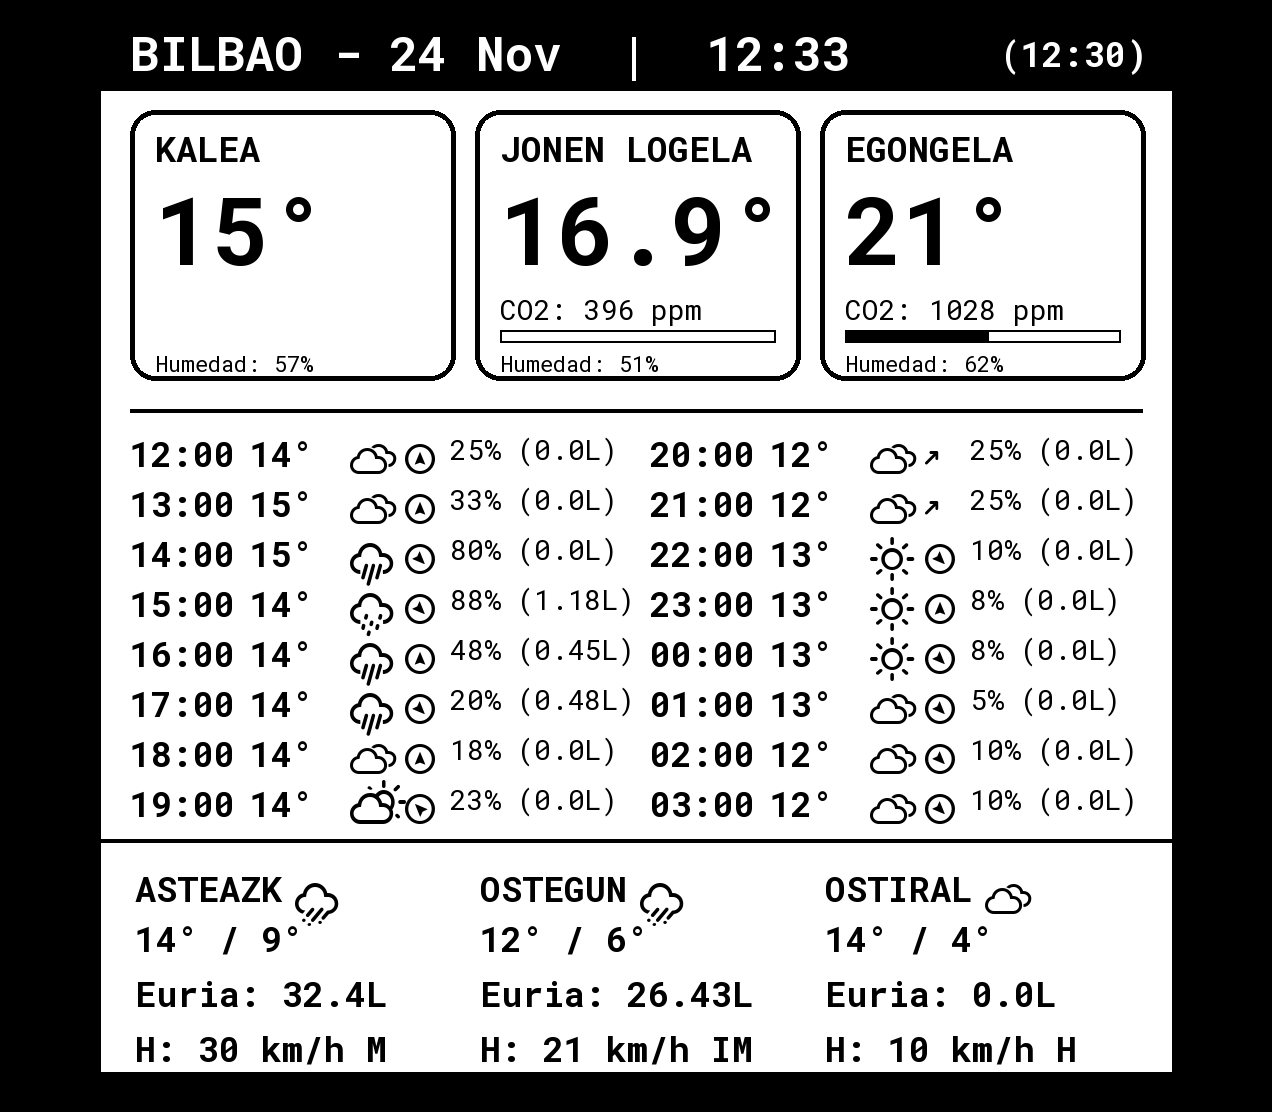 BILBAO - 24 Nov | 12:33 (12:30)
KALEA
15°
Humedad: 57%
JONEN LOGELA
16.9°
CO2: 396 ppm
Humedad: 51%
EGONGELA
21°
CO2: 1028 ppm
Humedad: 62%
12:00 14° 25% (0.0L)
13:00 15° 33% (0.0L)
14:00 15° 80% (0.0L)
15:00 14° 88% (1.18L)
16:00 14° 48% (0.45L)
17:00 14° 20% (0.48L)
18:00 14° 18% (0.0L)
19:00 14° 23% (0.0L)
20:00 12° 25% (0.0L)
21:00 12° 25% (0.0L)
22:00 13° 10% (0.0L)
23:00 13° 8% (0.0L)
00:00 13° 8% (0.0L)
01:00 13° 5% (0.0L)
02:00 12° 10% (0.0L)
03:00 12° 10% (0.0L)
ASTEAZK
14° / 9°
Euria: 32.4L
H: 30 km/h M
OSTEGUN
12° / 6°
Euria: 26.43L
H: 21 km/h IM
OSTIRAL
14° / 4°
Euria: 0.0L
H: 10 km/h H